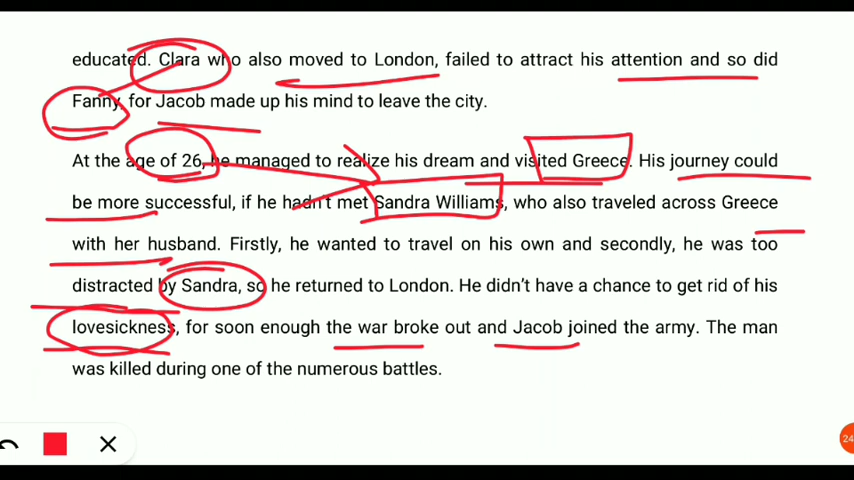 educated. Clara who also moved to London, failed to attract his attention and so did
Fanny, for Jacob made up his mind to leave the city.
At the age of 26, he managed to realize his dream and visited Greece. His journey could
be more successful, if he hadn't met Sandra Williams, who also traveled across Greece
with her husband. Firstly, he wanted to travel on his own and secondly, he was too
distracted by Sandra, so he returned to London. He didn't have a chance to get rid of his
lovesickness, for soon enough the war broke out and Jacob joined the army. The man
was killed during one of the numerous battles.
24